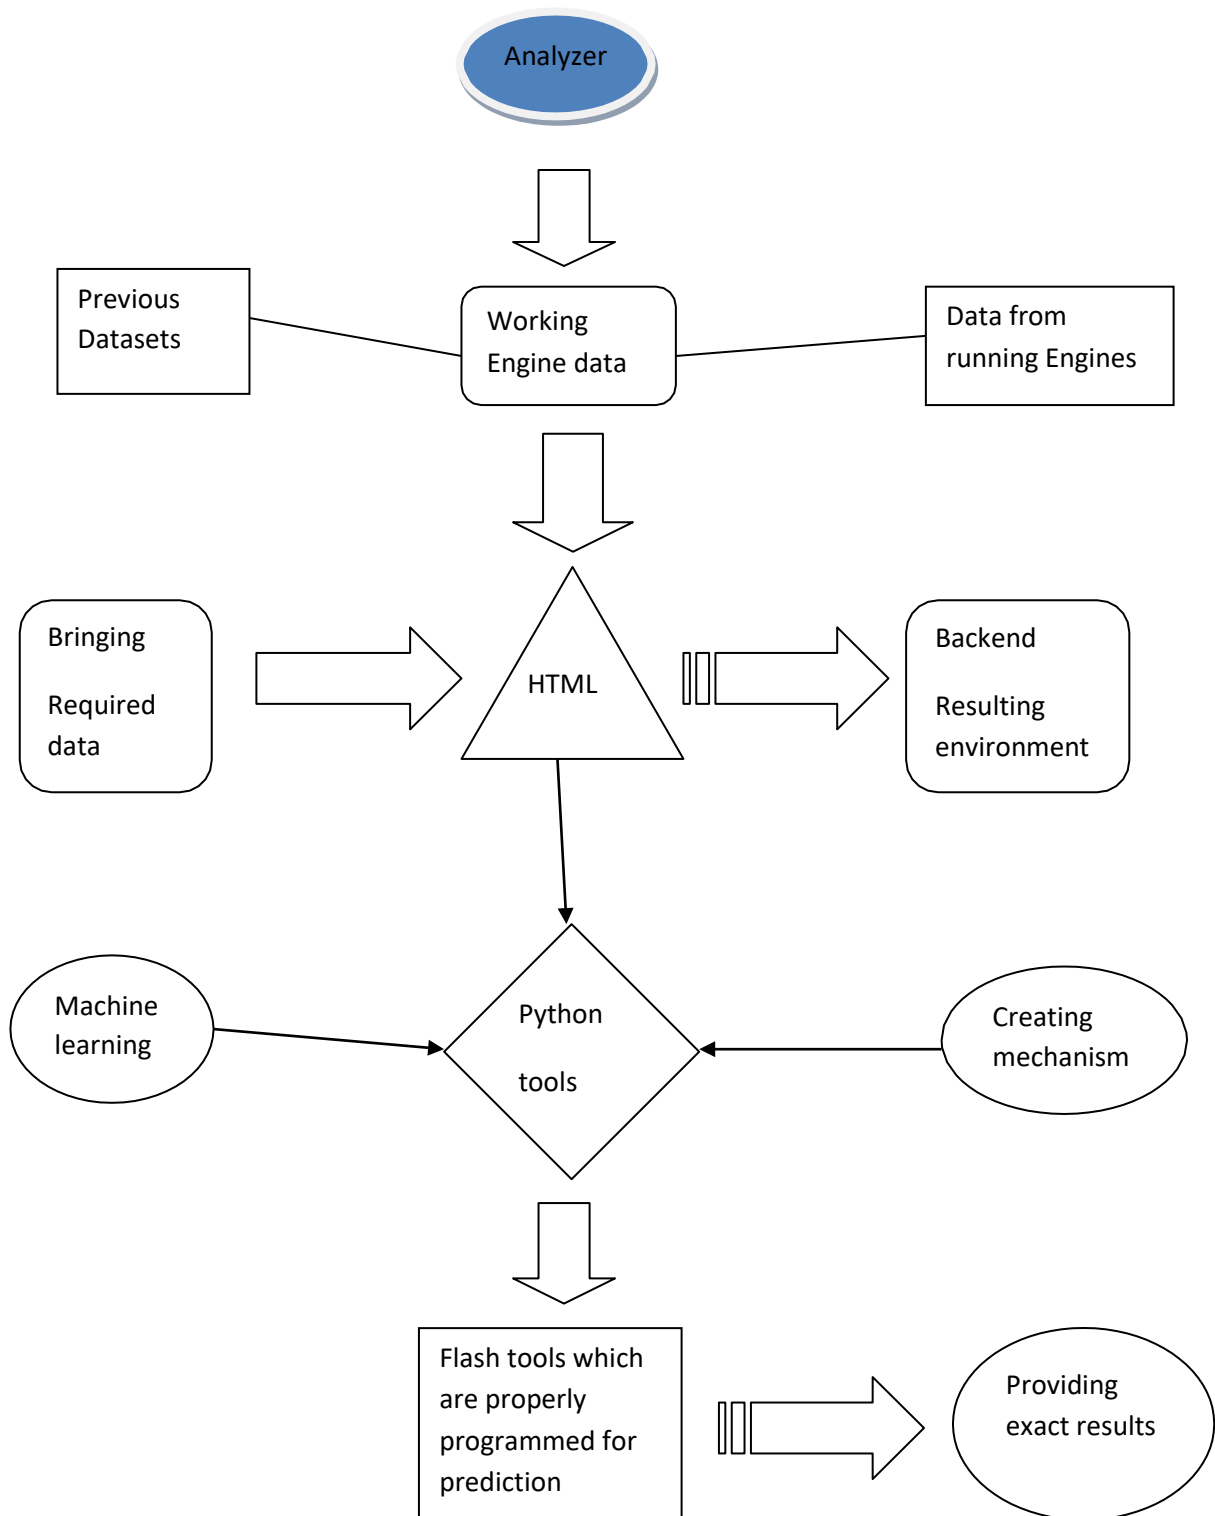 Analyzer
Previous
Datasets
Working
Engine data
Data from
running Engines
Bringing
Required
data
HTML
Backend
Resulting
environment
Machine
learning
Python
tools
Creating
mechanism
Flash tools which
are properly
programmed for
prediction
Providing
exact results